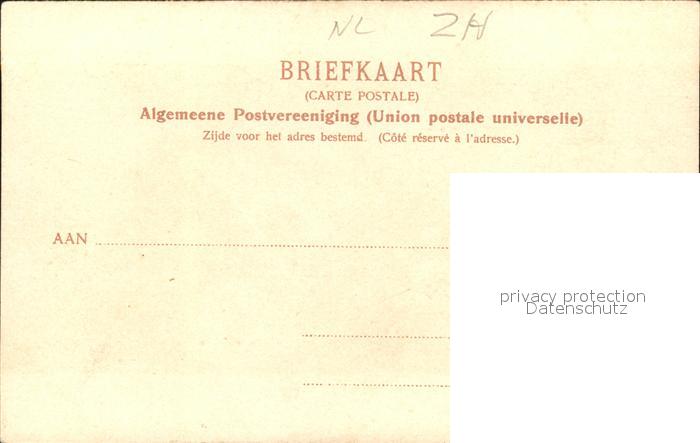 NL ZH
BRIEFKAART
(CARTE POSTALE)
Algemeene Postvereeniging (Union postale universelle)
Zijde voor het adres bestemd. (Côté réservé à l'adresse.)
AAN
privacy protection
Datenschutz